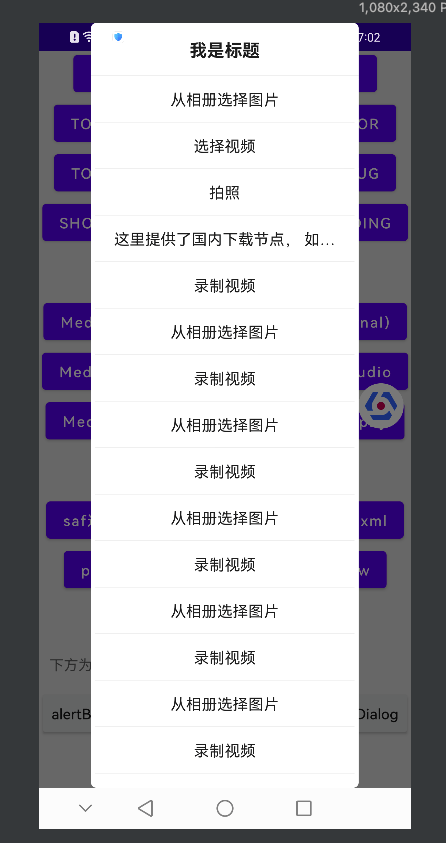 1,080x2,340 P
7:02
我是标题
从相册选择图片
TO
OR
选择视频
TO
UG
拍照
SHO
DING
这里提供了国内下载节点， 如...
录制视频
Med
nal)
从相册选择图片
Med
udio
录制视频
Med
从相册选择图片
录制视频
saf
xml
从相册选择图片
p
w
录制视频
从相册选择图片
下方为
录制视频
alertB
Dialog
从相册选择图片
录制视频